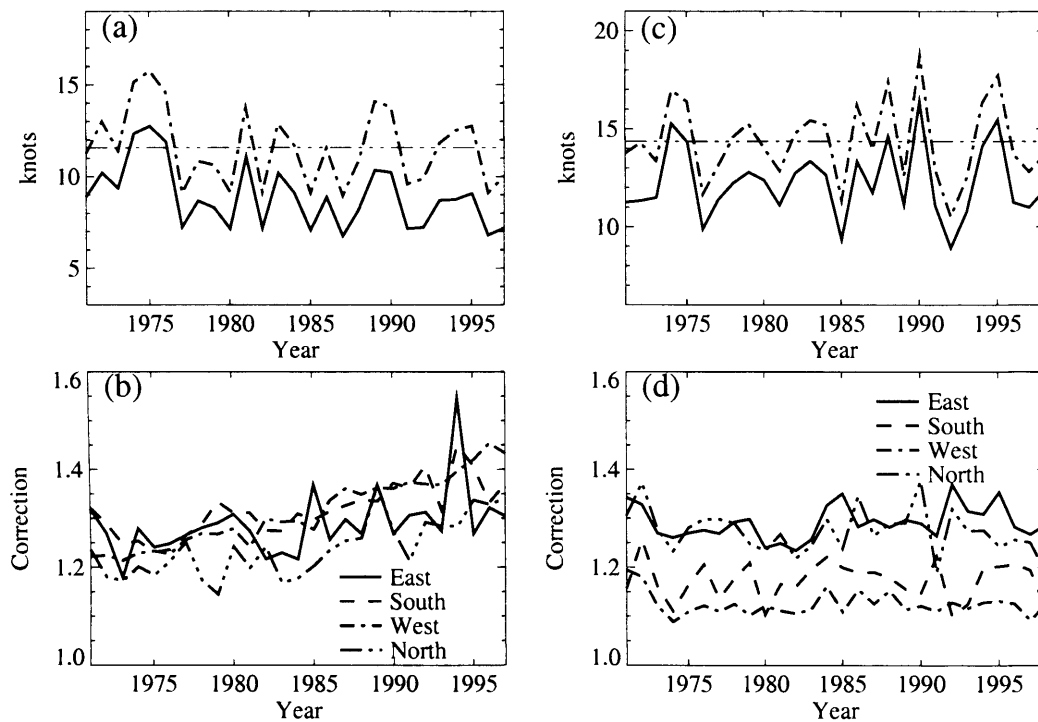 (a)
knots
15
10
5
1975 1980 1985 1990 1995
Year
(c)
knots
20
15
10
1975 1980 1985 1990 1995
Year
(b)
Correction
1.6
1.4
1.2
1.0
East
South
West
North
1975 1980 1985 1990 1995
Year
(d)
Correction
1.6
1.4
1.2
1.0
East
South
West
North
1975 1980 1985 1990 1995
Year